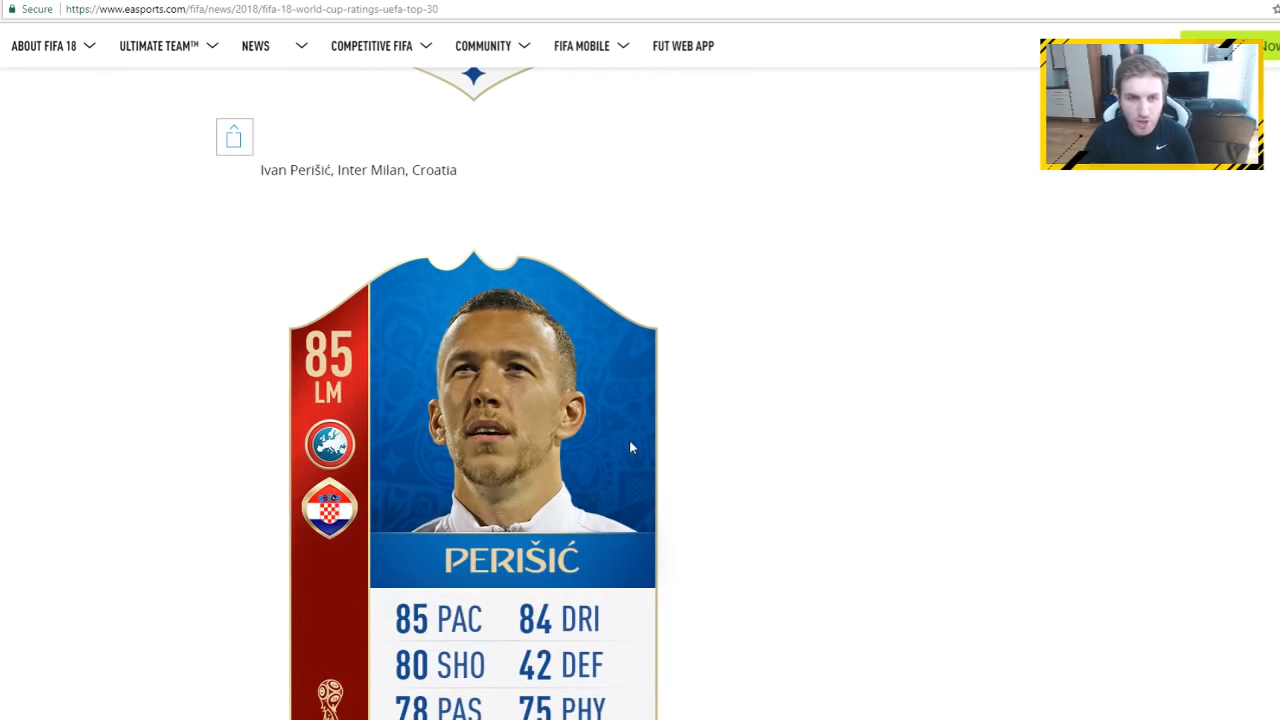 Secure https://www.easports.com/fifa/news/2018/fifa-18-world-cup-ratings-uefa-top-30
ABOUT FIFA 18 ULTIMATE TEAM™ NEWS COMPETITIVE FIFA COMMUNITY FIFA MOBILE FUT WEB APP
Ivan Perišić, Inter Milan, Croatia
85
LM
PERIŠIĆ
85 PAC 84 DRI
80 SHO 42 DEF
78 PAS 75 PHY